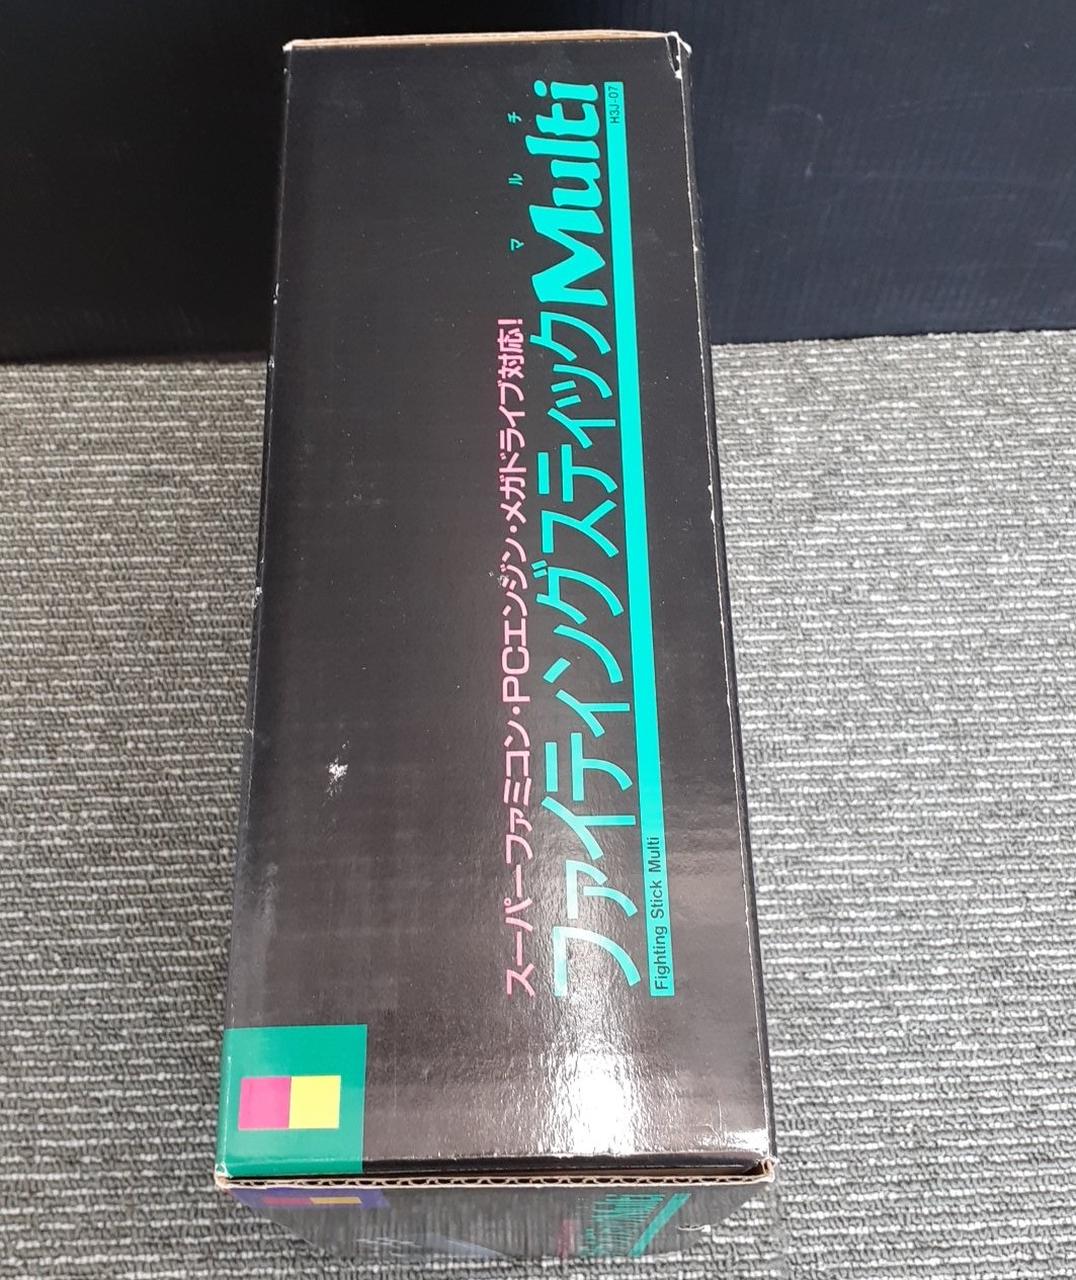 スーパーファミコン・PCエンジン・メガドライブ対応!
マルチ
ファイティングスティックMulti
Fighting Stick Multi
H3J-07